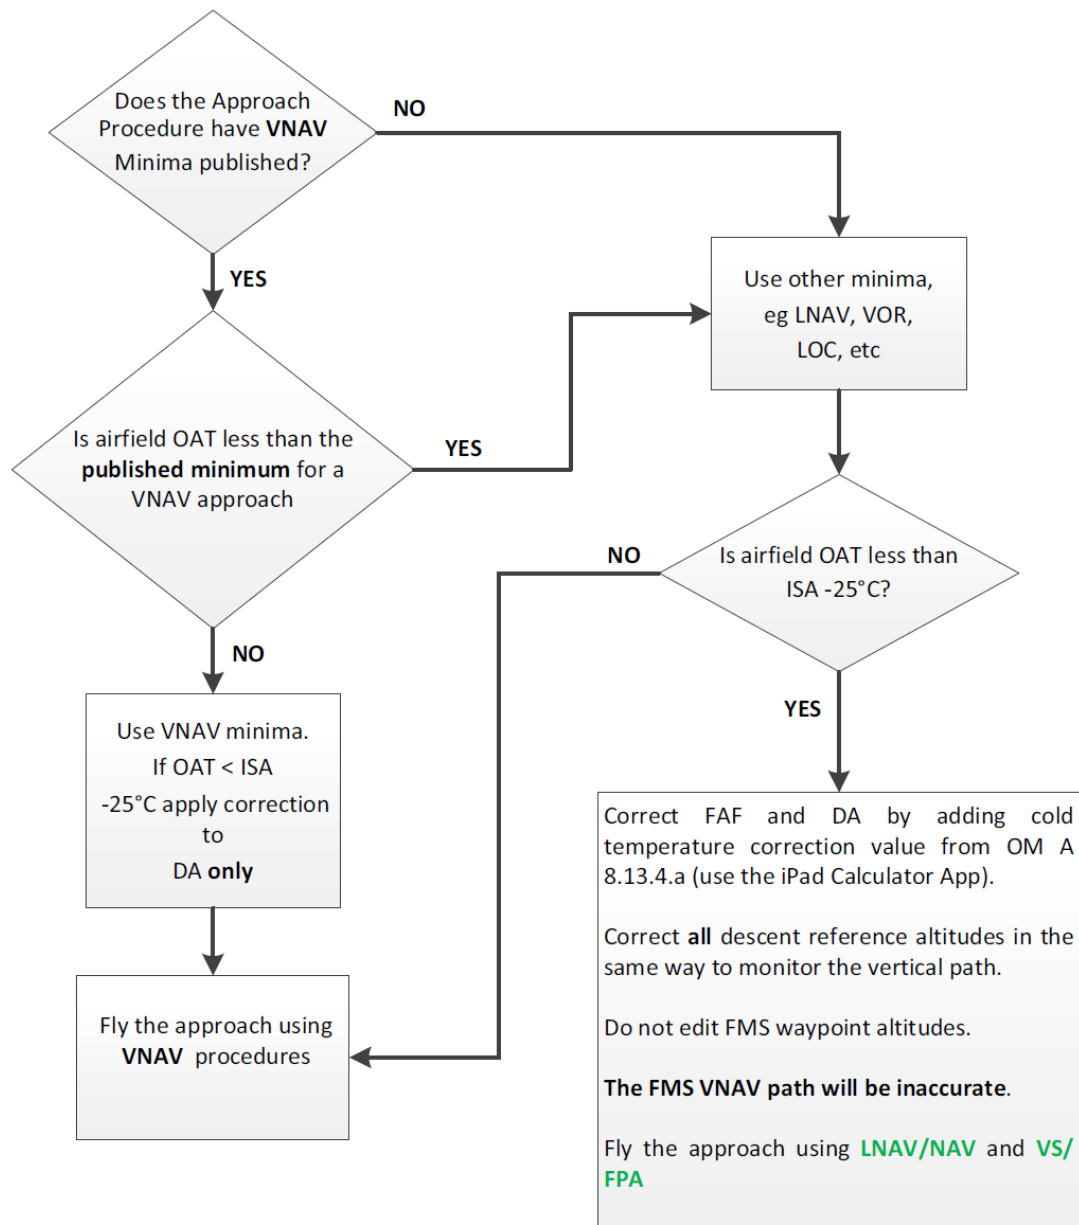 Does the Approach
Procedure have VNAV
Minima published?
NO
YES
Use other minima,
eg LNAV, VOR,
LOC, etc
Is airfield OAT less than the
published minimum for a
VNAV approach
YES
NO
Is airfield OAT less than
ISA -25°C?
NO
YES
Use VNAV minima.
If OAT < ISA
-25°C apply correction
to
DA only
Fly the approach using
VNAV procedures
Correct FAF and DA by adding cold
temperature correction value from OM A
8.13.4.a (use the iPad Calculator App).
Correct all descent reference altitudes in the
same way to monitor the vertical path.
Do not edit FMS waypoint altitudes.
The FMS VNAV path will be inaccurate.
Fly the approach using LNAV/NAV and VS/
FPA